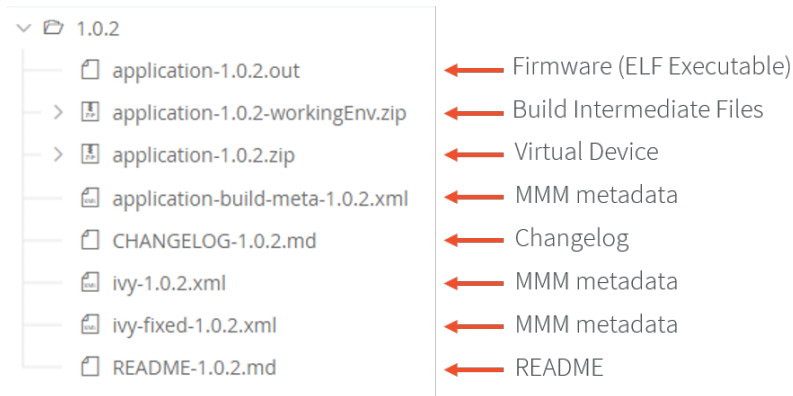 1.0.2
application-1.0.2.out Firmware (ELF Executable)
application-1.0.2-workingEnv.zip Build Intermediate Files
application-1.0.2.zip Virtual Device
application-build-meta-1.0.2.xml MMM metadata
CHANGELOG-1.0.2.md Changelog
ivy-1.0.2.xml MMM metadata
ivy-fixed-1.0.2.xml MMM metadata
README-1.0.2.md README